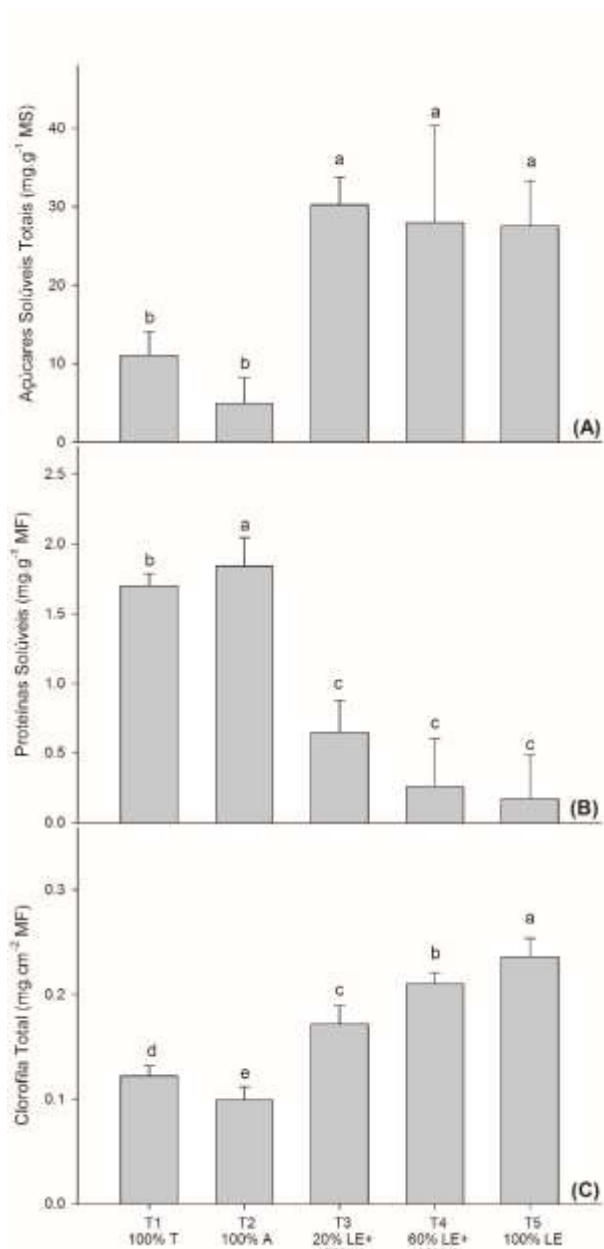 Açúcares Solúveis Totais (mg.g⁻¹ MS)
40
30
20
10
0
b
b
a
a
a
(A)
Proteínas Solúveis (mg.g⁻¹ MF)
2.5
2.0
1.5
1.0
0.5
0.0
b
a
c
c
c
(B)
Clorofila Total (mg.cm⁻² MF)
0.3
0.2
0.1
0.0
d
e
c
b
a
(C)
T1 T2 T3 T4 T5
100% T 100% A 20% LE+ 60% LE+ 100% LE